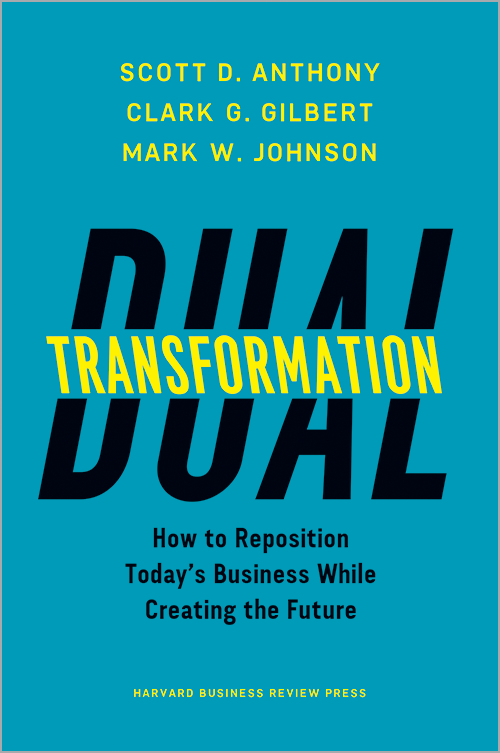 SCOTT D. ANTHONY
CLARK G. GILBERT
MARK W. JOHNSON
DUAL
TRANSFORMATION
How to Reposition
Today's Business While
Creating the Future
HARVARD BUSINESS REVIEW PRESS